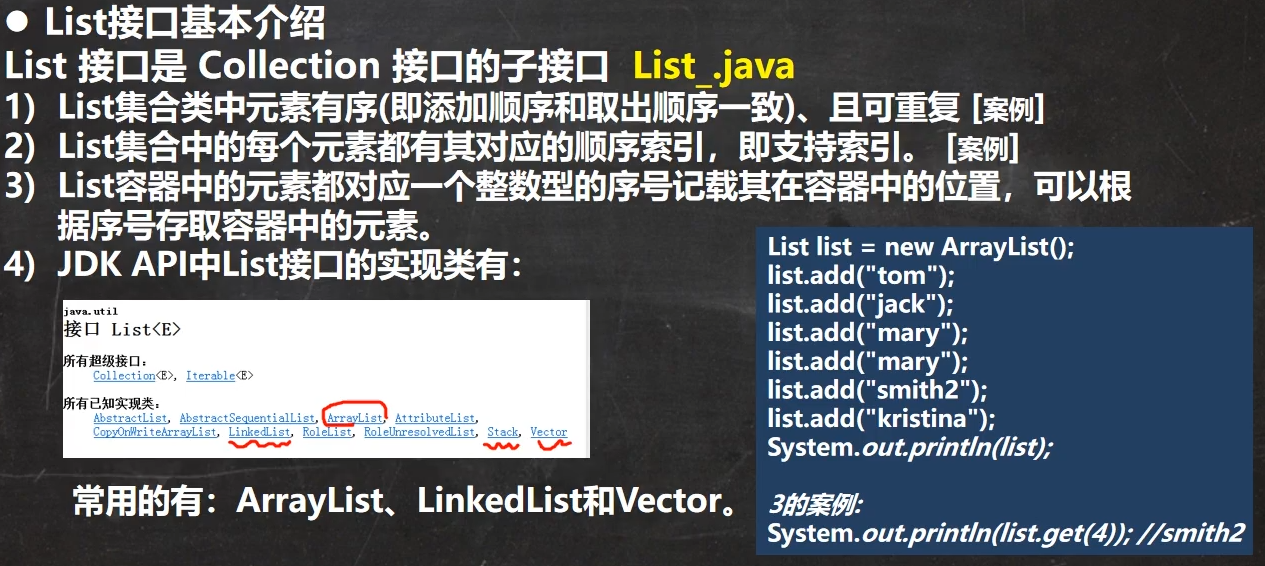 ● List接口基本介绍
List 接口是 Collection 接口的子接口 List_.java
1) List集合类中元素有序(即添加顺序和取出顺序一致)、且可重复 [案例]
2) List集合中的每个元素都有其对应的顺序索引，即支持索引。 [案例]
3) List容器中的元素都对应一个整数型的序号记载其在容器中的位置，可以根
据序号存取容器中的元素。
4) JDK API中List接口的实现类有：
java.util
接口 List<E>
所有超级接口：
Collection<E>, Iterable<E>
所有已知实现类：
AbstractList, AbstractSequentialList, ArrayList, AttributeList,
CopyOnWriteArrayList, LinkedList, RoleList, RoleUnresolvedList, Stack, Vector
常用的有：ArrayList、LinkedList和Vector。
List list = new ArrayList();
list.add("tom");
list.add("jack");
list.add("mary");
list.add("mary");
list.add("smith2");
list.add("kristina");
System.out.println(list);
3的案例:
System.out.println(list.get(4)); //smith2